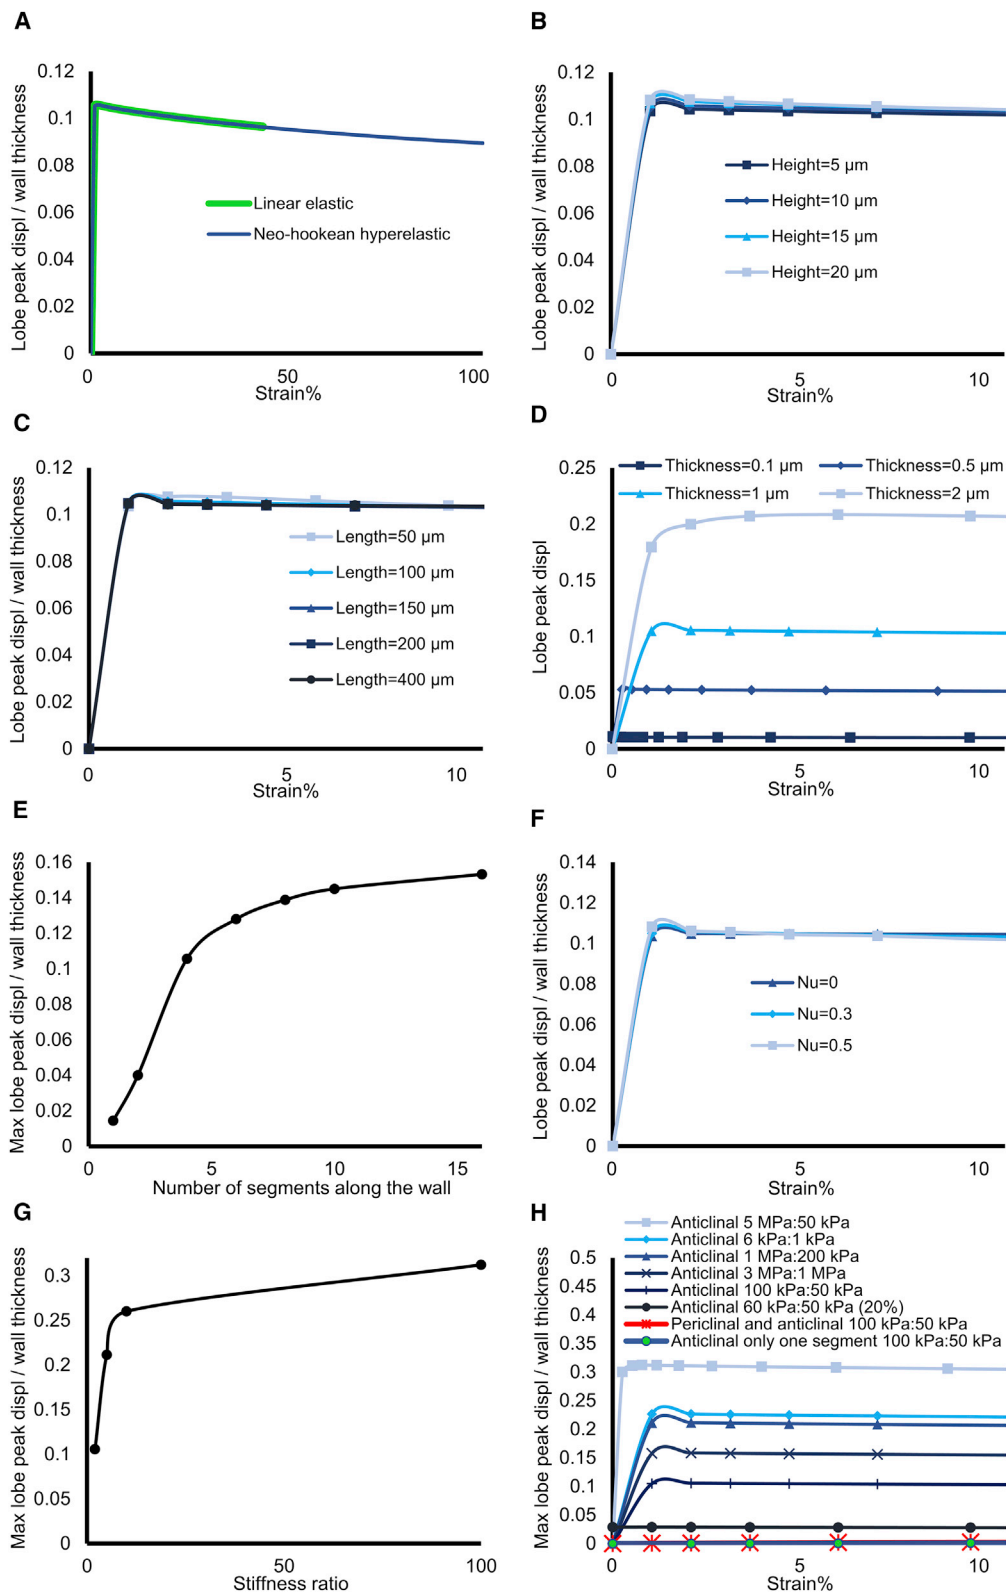 A
Lobe peak displ / wall thickness
0.12
0.1
0.08
0.06
0.04
0.02
0
Linear elastic
Neo-hookean hyperelastic
0
50
100
Strain%
B
Lobe peak displ / wall thickness
0.12
0.1
0.08
0.06
0.04
0.02
0
Height=5 µm
Height=10 µm
Height=15 µm
Height=20 µm
0
5
10
Strain%
C
Lobe peak displ / wall thickness
0.12
0.1
0.08
0.06
0.04
0.02
0
Length=50 µm
Length=100 µm
Length=150 µm
Length=200 µm
Length=400 µm
0
5
10
Strain%
D
Lobe peak displ
0.25
0.2
0.15
0.1
0.05
0
Thickness=0.1 µm
Thickness=0.5 µm
Thickness=1 µm
Thickness=2 µm
0
5
10
Strain%
E
Max lobe peak displ / wall thickness
0.16
0.14
0.12
0.1
0.08
0.06
0.04
0.02
0
0
5
10
15
Number of segments along the wall
F
Lobe peak displ / wall thickness
0.14
0.12
0.1
0.08
0.06
0.04
0.02
0
Nu=0
Nu=0.3
Nu=0.5
0
5
10
Strain%
G
Max lobe peak displ / wall thickness
0.3
0.25
0.2
0.15
0.1
0.05
0
0
50
100
Stiffness ratio
H
Max lobe peak displ / wall thickness
Anticlinal 5 MPa:50 kPa
Anticlinal 6 kPa:1 kPa
Anticlinal 1 MPa:200 kPa
Anticlinal 3 MPa:1 MPa
Anticlinal 100 kPa:50 kPa
Anticlinal 60 kPa:50 kPa (20%)
Periclinal and anticlinal 100 kPa:50 kPa
Anticlinal only one segment 100 kPa:50 kPa
0.5
0.45
0.4
0.35
0.3
0.25
0.2
0.15
0.1
0.05
0
0
5
10
Strain%